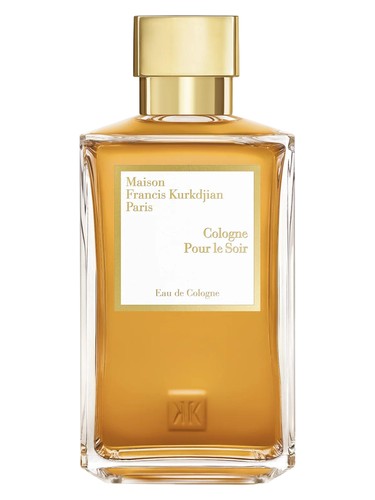 Maison
Francis Kurkdjian
Paris
Cologne
Pour le Soir
Eau de Cologne